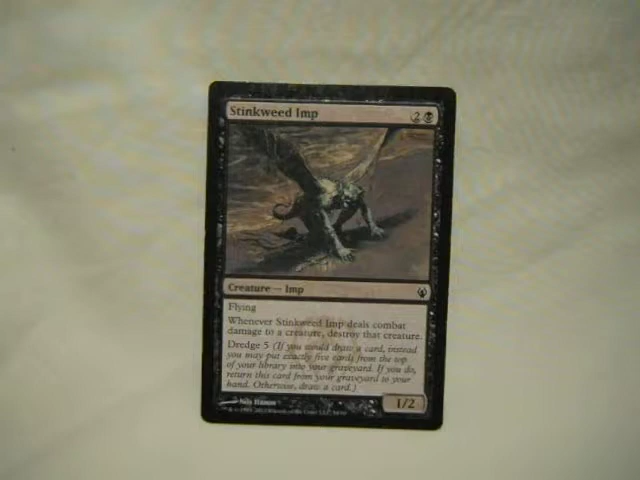 Stinkweed Imp 2
Creature — Imp
Flying
Whenever Stinkweed Imp deals combat
damage to a creature, destroy that creature.
Dredge 5 (If you would draw a card, instead
you may put exactly five cards from the top
of your library into your graveyard. If you do,
return this card from your graveyard to your
hand. Otherwise, draw a card.)
1/2